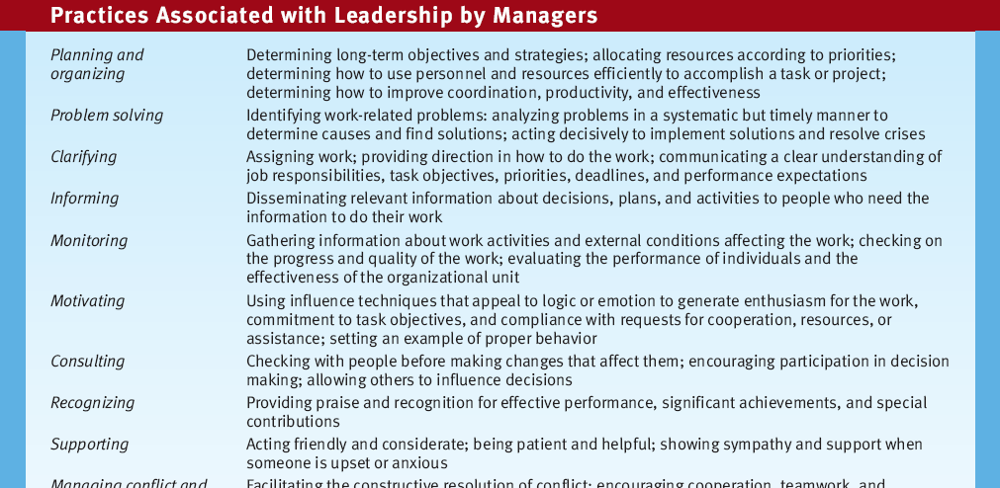 Practices Associated with Leadership by Managers
Planning and organizing
Determining long-term objectives and strategies; allocating resources according to priorities;
determining how to use personnel and resources efficiently to accomplish a task or project;
determining how to improve coordination, productivity, and effectiveness
Problem solving
Identifying work-related problems: analyzing problems in a systematic but timely manner to
determine causes and find solutions; acting decisively to implement solutions and resolve crises
Clarifying
Assigning work; providing direction in how to do the work; communicating a clear understanding of
job responsibilities, task objectives, priorities, deadlines, and performance expectations
Informing
Disseminating relevant information about decisions, plans, and activities to people who need the
information to do their work
Monitoring
Gathering information about work activities and external conditions affecting the work; checking on
the progress and quality of the work; evaluating the performance of individuals and the
effectiveness of the organizational unit
Motivating
Using influence techniques that appeal to logic or emotion to generate enthusiasm for the work,
commitment to task objectives, and compliance with requests for cooperation, resources, or
assistance; setting an example of proper behavior
Consulting
Checking with people before making changes that affect them; encouraging participation in decision
making; allowing others to influence decisions
Recognizing
Providing praise and recognition for effective performance, significant achievements, and special
contributions
Supporting
Acting friendly and considerate; being patient and helpful; showing sympathy and support when
someone is upset or anxious
Managing conflict and
Facilitating the constructive resolution of conflict; encouraging cooperation, teamwork, and